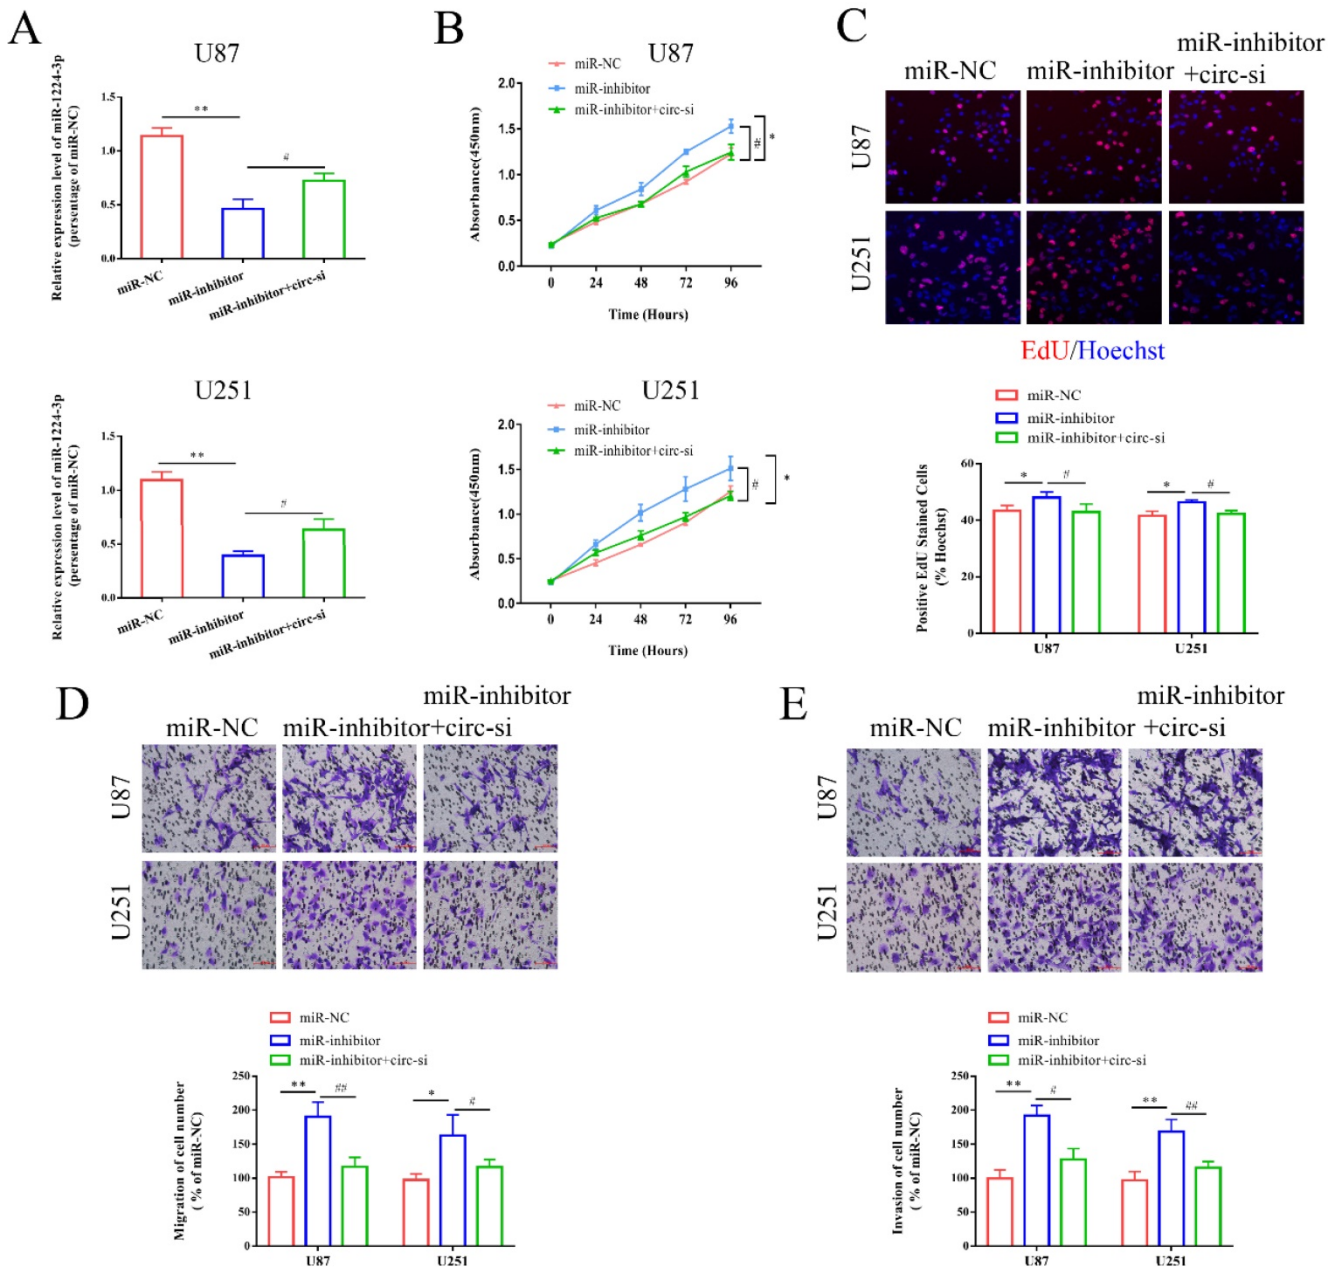 A
U87
Relative expression level of miR-1224-3p
(persentage of miR-NC)
1.5
1.0
0.5
0.0
**
#
miR-NC
miR-inhibitor
miR-inhibitor+circ-si
U251
Relative expression level of miR-1224-3p
(persentage of miR-NC)
1.5
1.0
0.5
0.0
**
#
miR-NC
miR-inhibitor
miR-inhibitor+circ-si
B
U87
miR-NC
miR-inhibitor
miR-inhibitor+circ-si
Absorbance(450nm)
2.0
1.5
1.0
0.5
0.0
# *
0 24 48 72 96
Time (Hours)
U251
miR-NC
miR-inhibitor
miR-inhibitor+circ-si
Absorbance(450nm)
2.0
1.5
1.0
0.5
0.0
# *
0 24 48 72 96
Time (Hours)
C
miR-NC miR-inhibitor miR-inhibitor
+circ-si
U87
U251
EdU/Hoechst
miR-NC
miR-inhibitor
miR-inhibitor+circ-si
Positive EdU Stained Cells
(% Hoechst)
60
40
20
0
* # * #
U87 U251
D
miR-inhibitor
miR-NC miR-inhibitor+circ-si
U87
U251
miR-NC
miR-inhibitor
miR-inhibitor+circ-si
Migration of cell number
( % of miR-NC)
250
200
150
100
50
0
** ## * #
U87 U251
E
miR-inhibitor
miR-NC miR-inhibitor +circ-si
U87
U251
miR-NC
miR-inhibitor
miR-inhibitor+circ-si
Invasion of cell number
( % of miR-NC)
250
200
150
100
50
0
** # ** ##
U87 U251